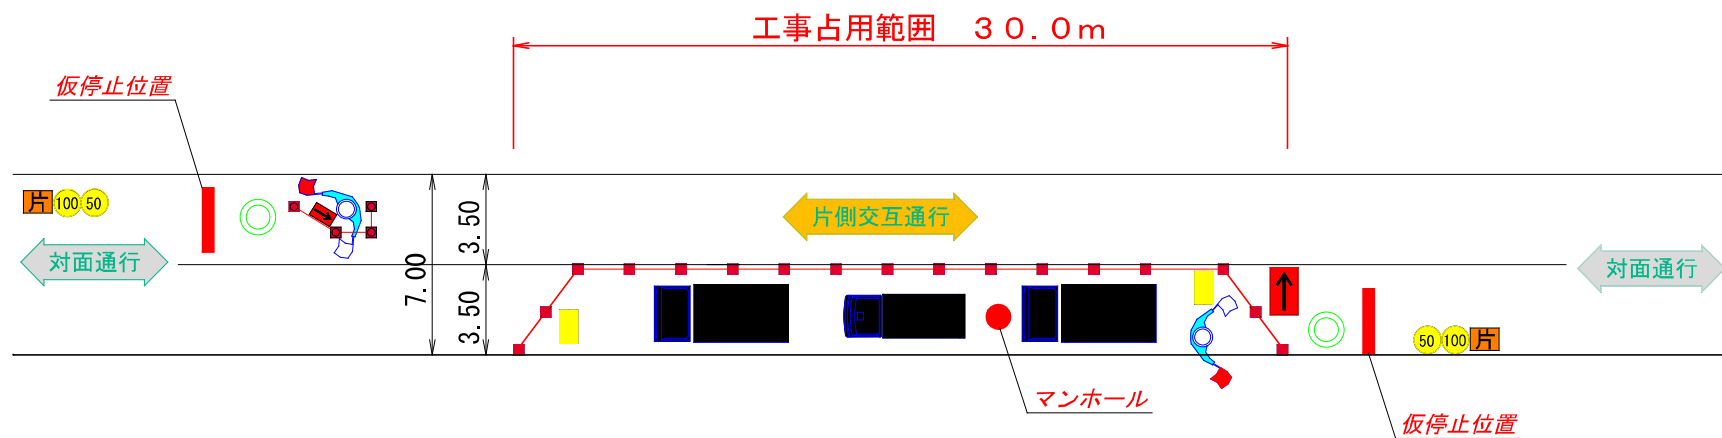 工事占用範囲 30.0m
仮停止位置
片 100 50
対面通行
7.00
3.50
3.50
片側交互通行
対面通行
50 100 片
マンホール
仮停止位置